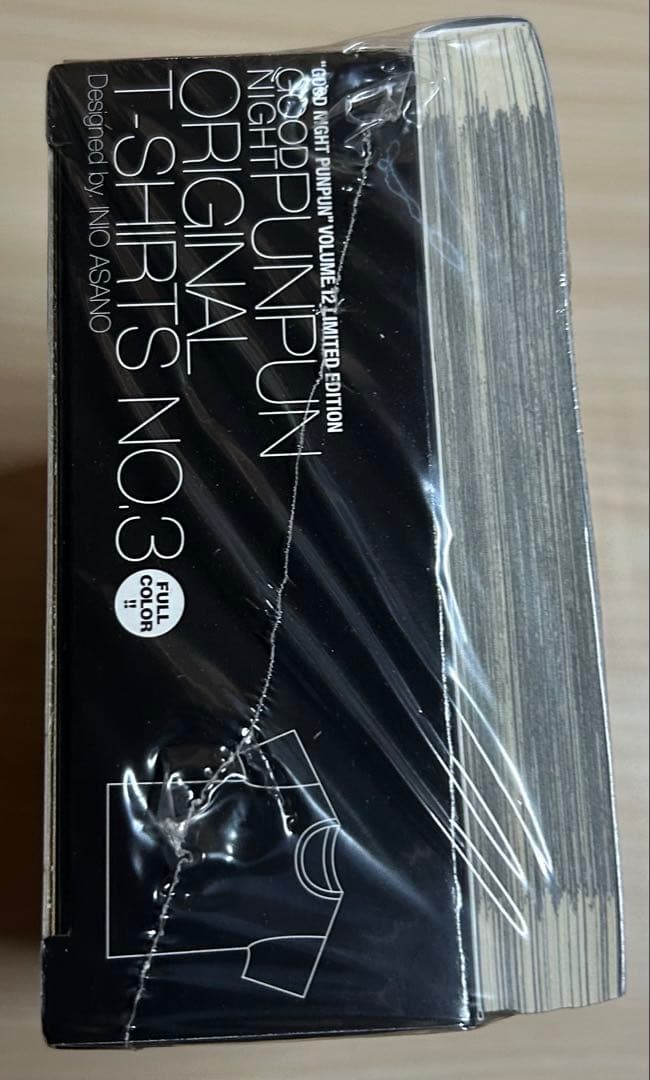 "GOOD NIGHT PUNPUN" VOLUME 12 LIMITED EDITION
GOOD NIGHT PUNPUN
ORIGINAL
T-SHIRTS NO.3
FULL COLOR !!
Designed by. INIO ASANO